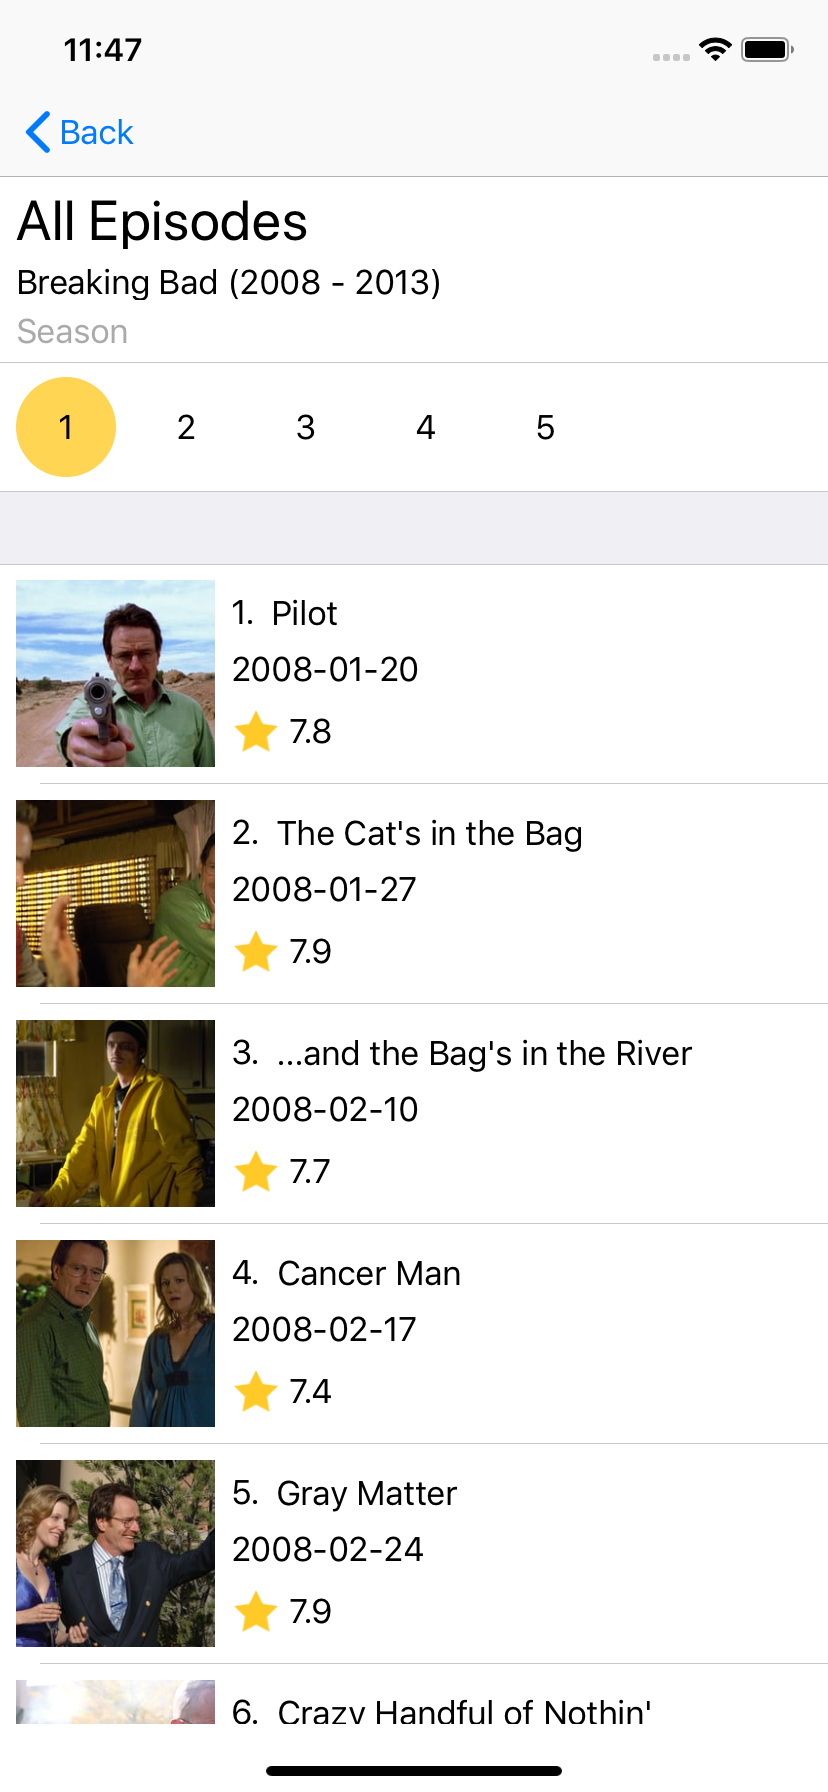 11:47
Back
All Episodes
Breaking Bad (2008 - 2013)
Season
1 2 3 4 5
1. Pilot
2008-01-20
7.8
2. The Cat's in the Bag
2008-01-27
7.9
3. ...and the Bag's in the River
2008-02-10
7.7
4. Cancer Man
2008-02-17
7.4
5. Gray Matter
2008-02-24
7.9
6. Crazy Handful of Nothin'